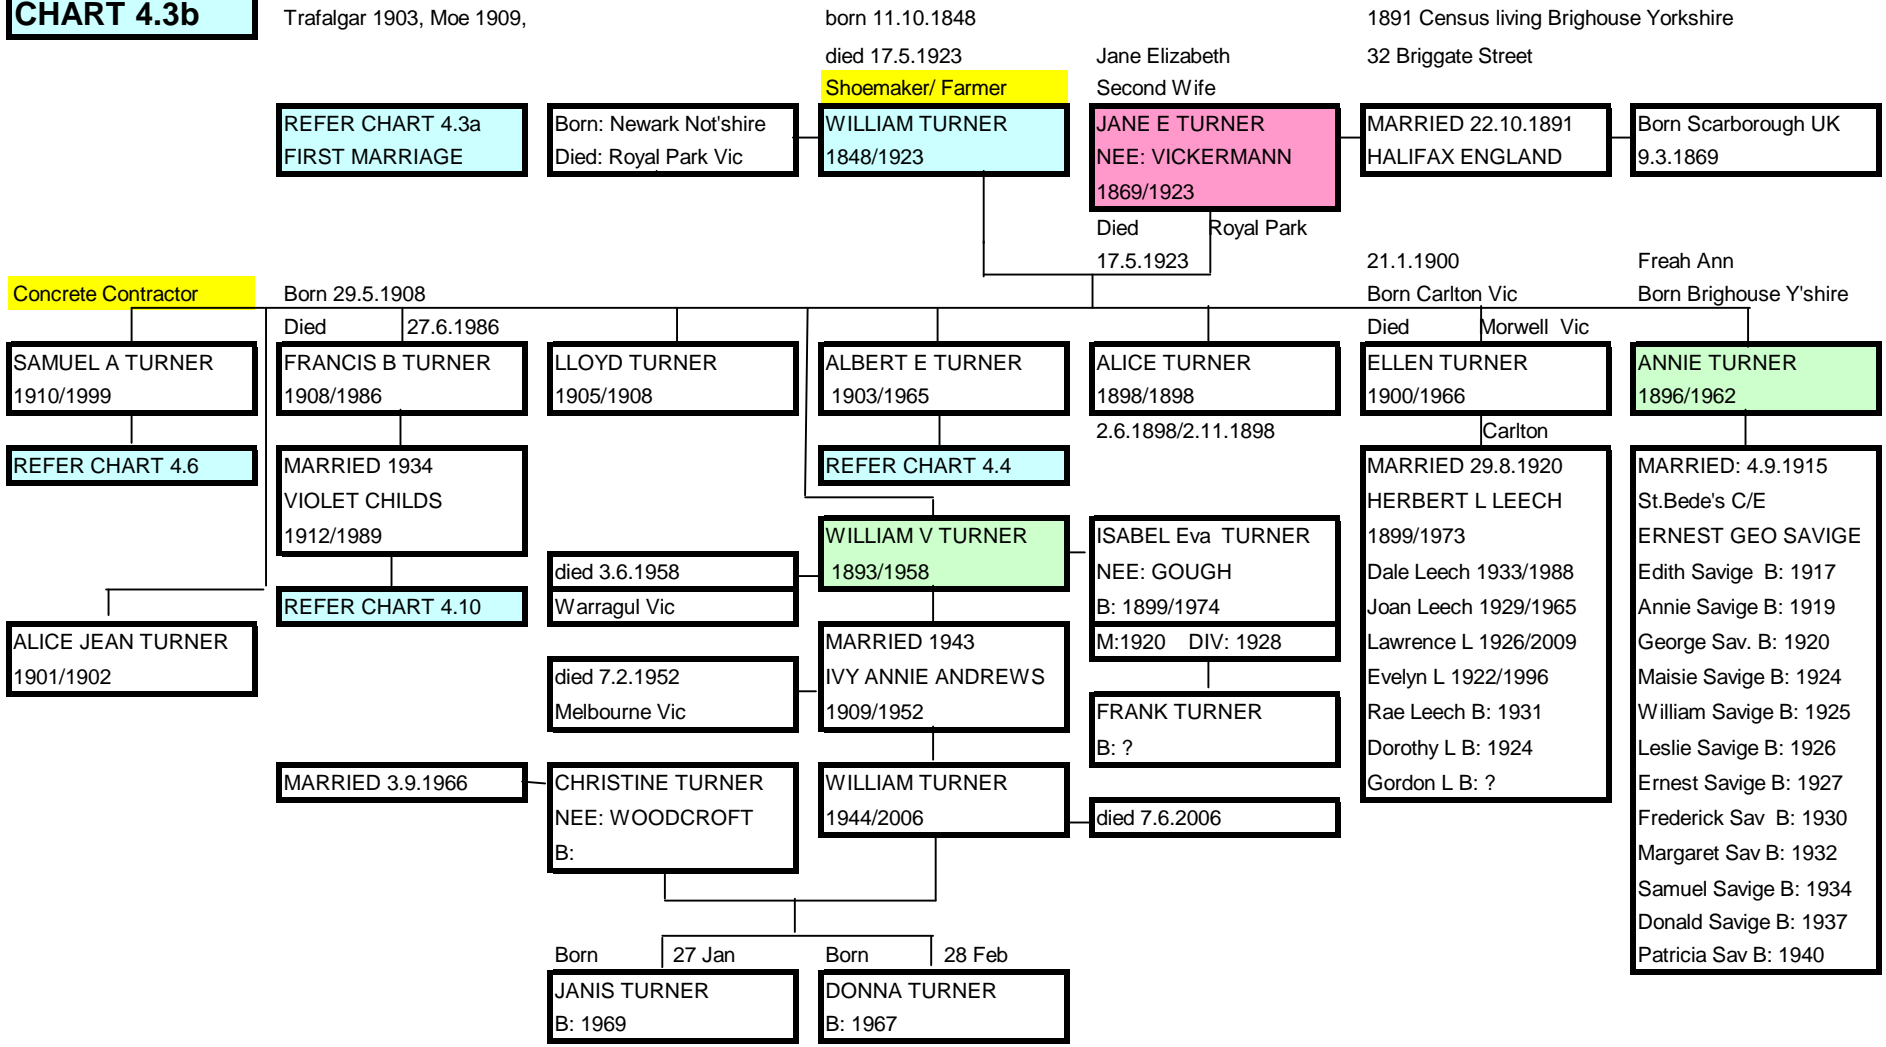 CHART 4.3b
Trafalgar 1903, Moe 1909,
born 11.10.1848
1891 Census living Brighouse Yorkshire
died 17.5.1923
Jane Elizabeth
32 Briggate Street
Shoemaker/ Farmer
Second Wife
REFER CHART 4.3a
FIRST MARRIAGE
Born: Newark Not'shire
Died: Royal Park Vic
WILLIAM TURNER
1848/1923
JANE E TURNER
NEE: VICKERMANN
1869/1923
MARRIED 22.10.1891
HALIFAX ENGLAND
Born Scarborough UK
9.3.1869
Died Royal Park
17.5.1923
21.1.1900
Freah Ann
Concrete Contractor
Born 29.5.1908
Born Carlton Vic
Born Brighouse Y'shire
Died 27.6.1986
Died Morwell Vic
SAMUEL A TURNER
1910/1999
FRANCIS B TURNER
1908/1986
LLOYD TURNER
1905/1908
ALBERT E TURNER
1903/1965
ALICE TURNER
1898/1898
ELLEN TURNER
1900/1966
ANNIE TURNER
1896/1962
2.6.1898/2.11.1898
Carlton
REFER CHART 4.6
MARRIED 1934
VIOLET CHILDS
1912/1989
REFER CHART 4.4
MARRIED 29.8.1920
HERBERT L LEECH
1899/1973
Dale Leech 1933/1988
Joan Leech 1929/1965
Lawrence L 1926/2009
Evelyn L 1922/1996
Rae Leech B: 1931
Dorothy L B: 1924
Gordon L B: ?
MARRIED: 4.9.1915
St.Bede's C/E
ERNEST GEO SAVIGE
Edith Savige B: 1917
Annie Savige B: 1919
George Sav. B: 1920
Maisie Savige B: 1924
William Savige B: 1925
Leslie Savige B: 1926
Ernest Savige B: 1927
Frederick Sav B: 1930
Margaret Sav B: 1932
Samuel Savige B: 1934
Donald Savige B: 1937
Patricia Sav B: 1940
WILLIAM V TURNER
1893/1958
ISABEL Eva TURNER
NEE: GOUGH
B: 1899/1974
M:1920 DIV: 1928
died 3.6.1958
Warragul Vic
REFER CHART 4.10
ALICE JEAN TURNER
1901/1902
MARRIED 1943
IVY ANNIE ANDREWS
1909/1952
died 7.2.1952
Melbourne Vic
FRANK TURNER
B: ?
MARRIED 3.9.1966
CHRISTINE TURNER
NEE: WOODCROFT
B:
WILLIAM TURNER
1944/2006
died 7.6.2006
Born 27 Jan
Born 28 Feb
JANIS TURNER
B: 1969
DONNA TURNER
B: 1967